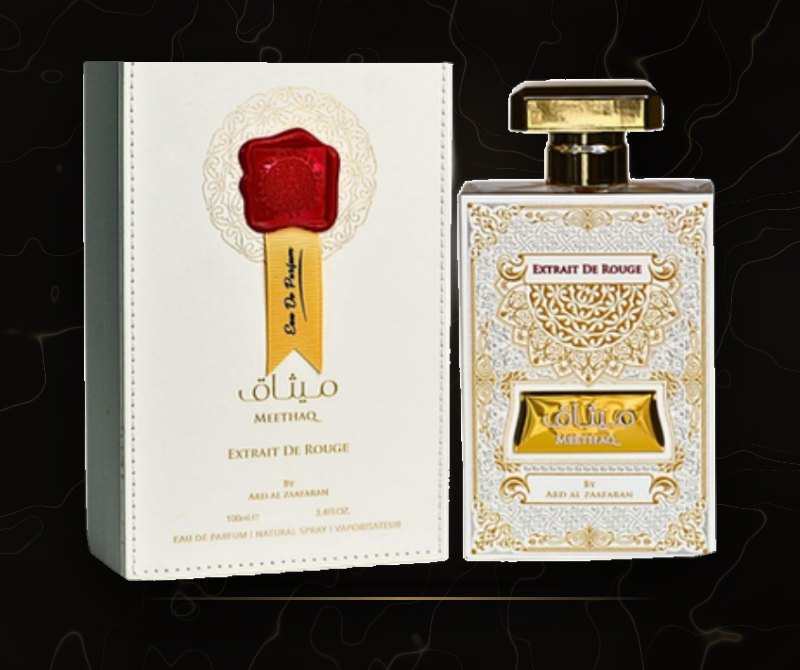 Eau De Parfum
ميثاق
MEETHAQ
EXTRAIT DE ROUGE
BY
ARD AL ZAAFARAN
100ml e 3.4FL.OZ.
EAU DE PARFUM | NATURAL SPRAY | VAPORISATEUR
EXTRAIT DE ROUGE
ميثاق
MEETHAQ
BY
ARD AL ZAAFARAN